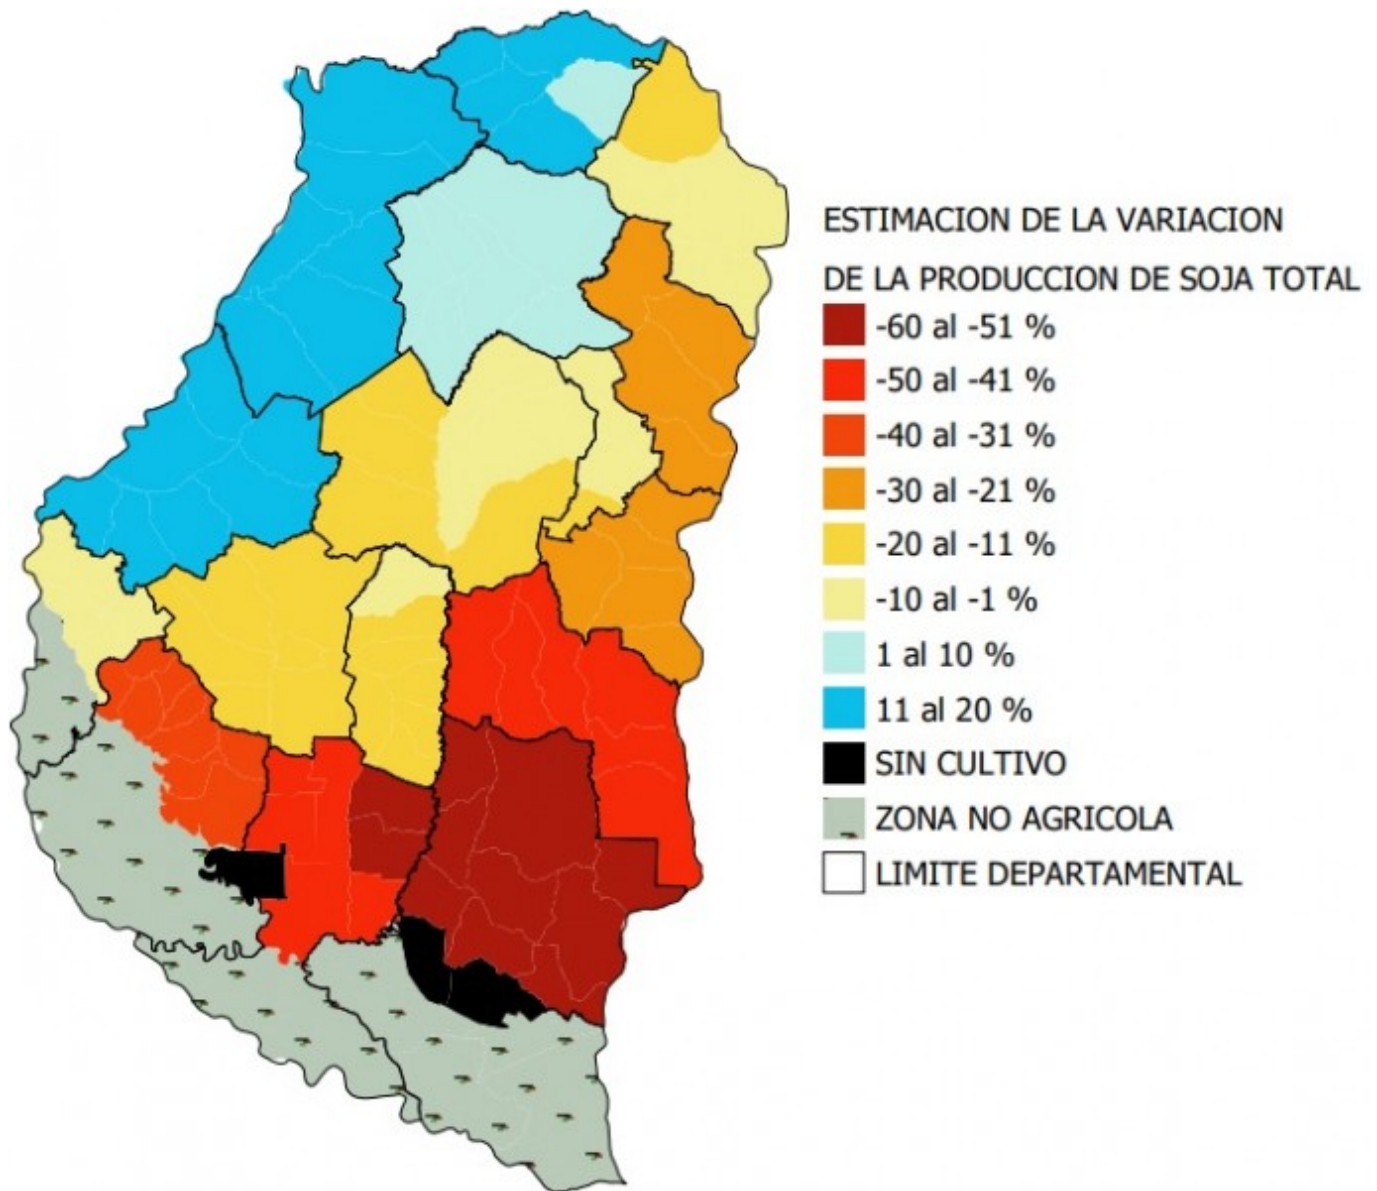 ESTIMACION DE LA VARIACION
DE LA PRODUCCION DE SOJA TOTAL
-60 al -51 %
-50 al -41 %
-40 al -31 %
-30 al -21 %
-20 al -11 %
-10 al -1 %
1 al 10 %
11 al 20 %
SIN CULTIVO
ZONA NO AGRICOLA
LIMITE DEPARTAMENTAL